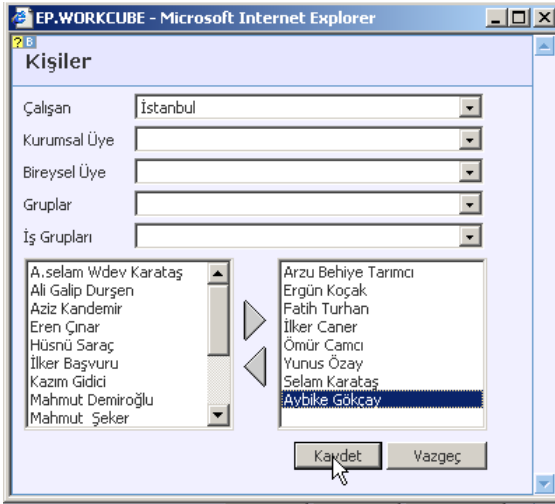 EP.WORKCUBE - Microsoft Internet Explorer
? B
Kişiler
Çalışan İstanbul
Kurumsal Üye
Bireysel Üye
Gruplar
İş Grupları
A.selam Wdev Karataş
Ali Galip Durşen
Aziz Kandemir
Eren Çınar
Hüsnü Saraç
İlker Başvuru
Kazım Gidici
Mahmut Demiroğlu
Mahmut Şeker
Arzu Behiye Tarımcı
Ergün Koçak
Fatih Turhan
İlker Caner
Ömür Camcı
Yunus Özay
Selam Karataş
Aybike Gökçay
Kaydet Vazgeç